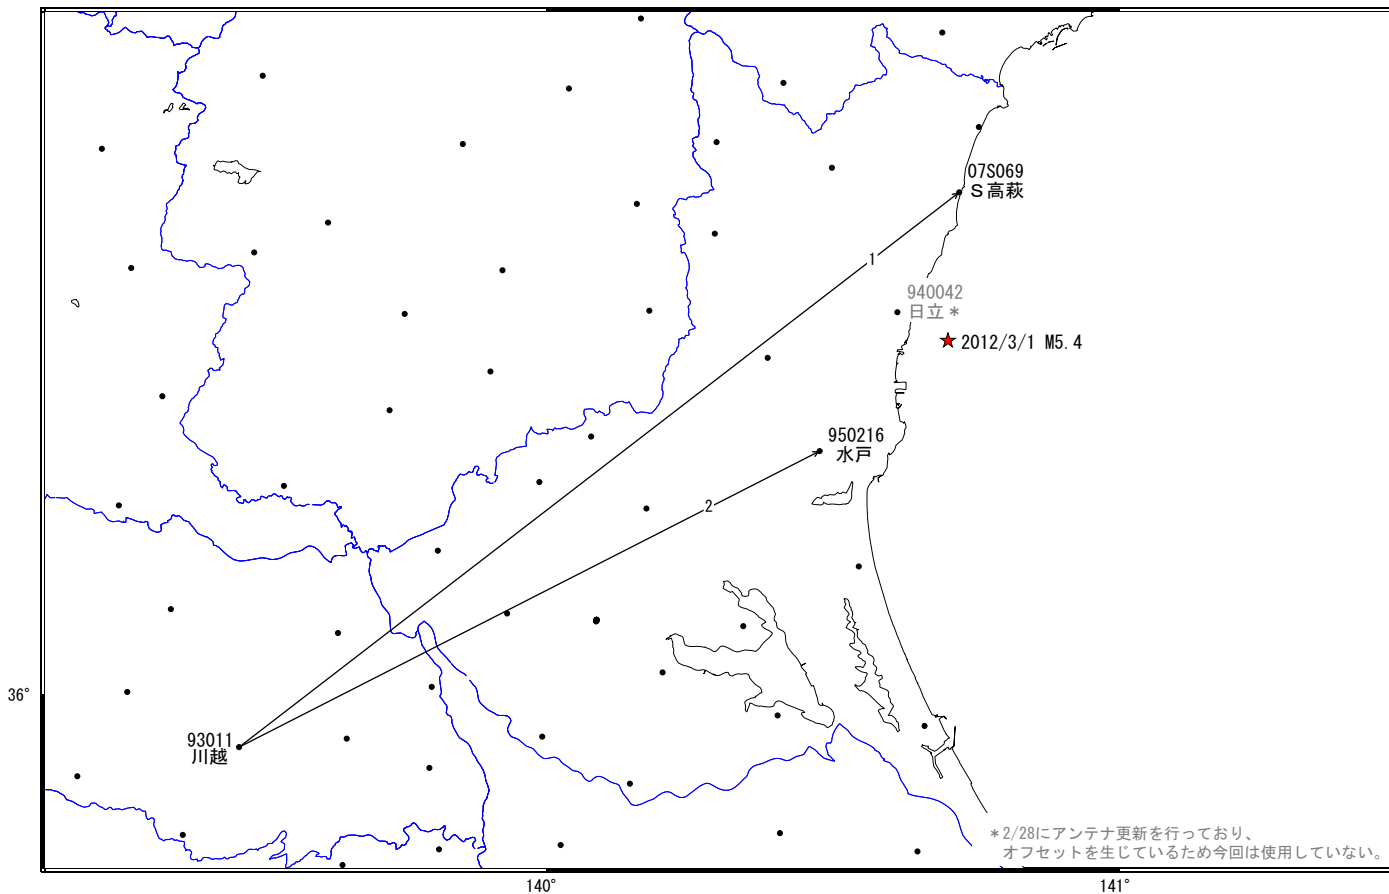 07S069
S高萩
1
940042
日立*
2012/3/1 M5.4
950216
水戸
2
36°
93011
川越
*2/28にアンテナ更新を行っており、
オフセットを生じているため今回は使用していない。
140°
141°